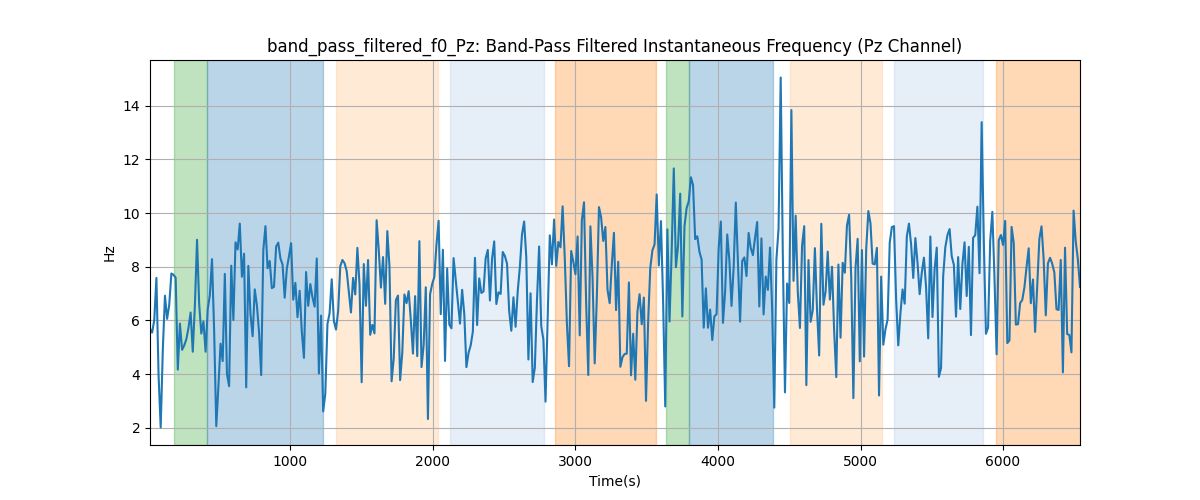 band_pass_filtered_f0_Pz: Band-Pass Filtered Instantaneous Frequency (Pz Channel)
14
12
10
8
6
4
2
Hz
1000 2000 3000 4000 5000 6000
Time(s)